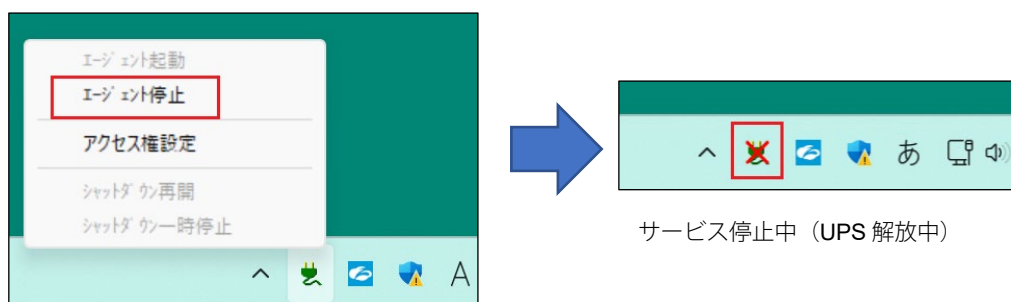 エージェント起動
エージェント停止
アクセス権設定
シャットダウン再開
シャットダウン一時停止
A
あ
サービス停止中（UPS 解放中）